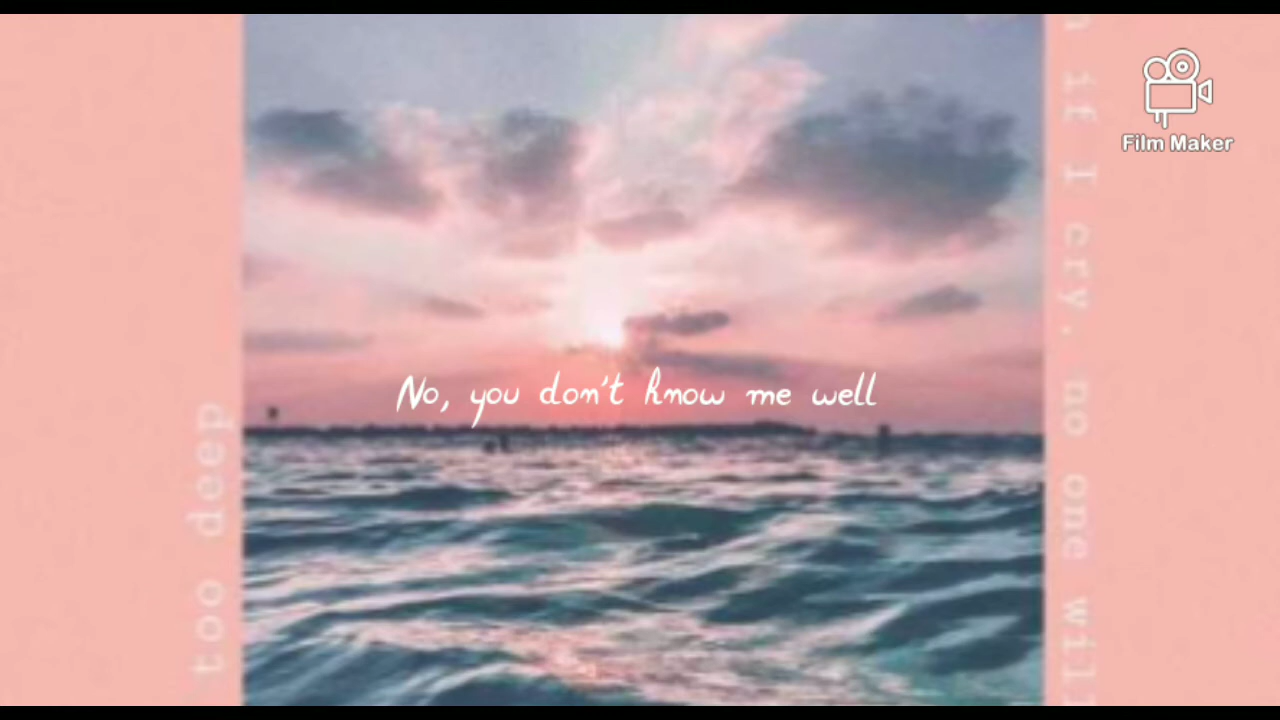 Film Maker
if I cry, no one will
No, you don't know me well
too deep